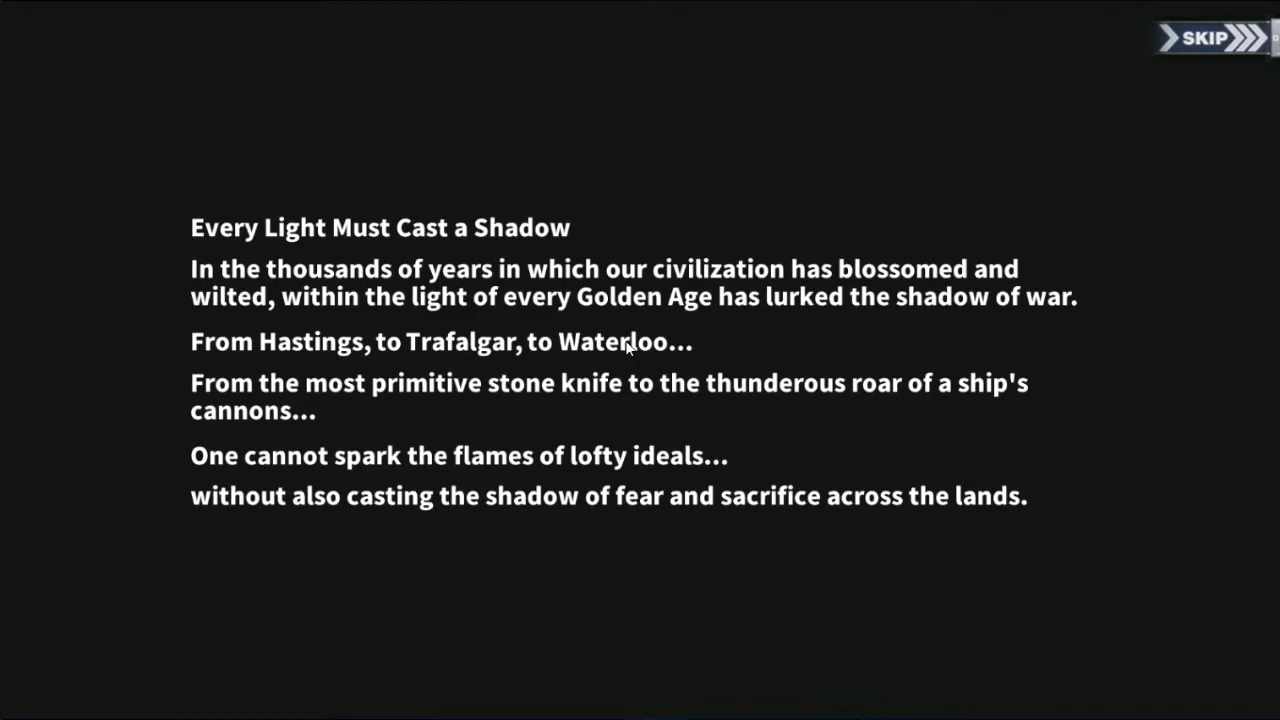 SKIP
Every Light Must Cast a Shadow
In the thousands of years in which our civilization has blossomed and
wilted, within the light of every Golden Age has lurked the shadow of war.
From Hastings, to Trafalgar, to Waterloo...
From the most primitive stone knife to the thunderous roar of a ship's
cannons...
One cannot spark the flames of lofty ideals...
without also casting the shadow of fear and sacrifice across the lands.